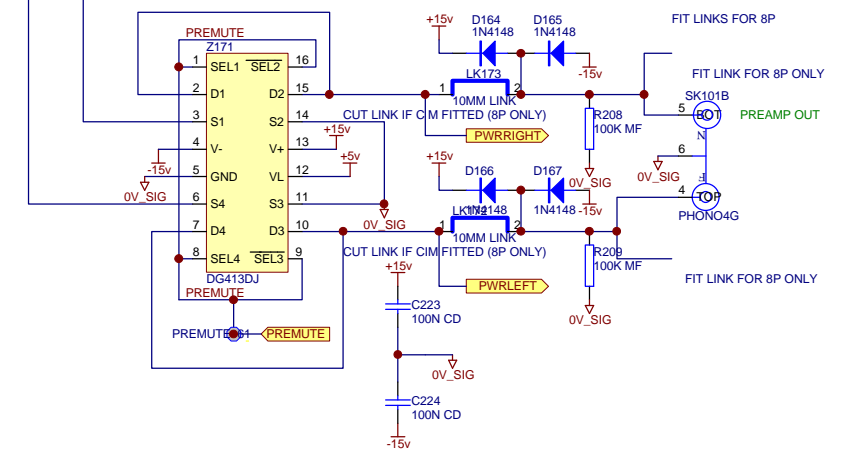 +15v
D164
1N4148
D165
1N4148
FIT LINKS FOR 8P
PREMUTE
Z171
1
SEL1
SEL2
16
-15v
LK173
FIT LINK FOR 8P ONLY
2
D1
D2
15
1
2
10MM LINK
SK101B
3
S1
S2
14
CUT LINK IF CIM FITTED (8P ONLY)
R208
100K MF
5
BOT
PREAMP OUT
+15v
4
V-
V+
13
PWRRIGHT
N
-15v
+5v
+15v
D166
1N4148
D167
1N4148
6
5
GND
VL
12
0V_SIG
0V_SIG
F
0V_SIG
6
S4
S3
11
-15v
4
TOP
0V_SIG
LK172
PHONO4G
7
D4
D3
10
1
2
10MM LINK
CUT LINK IF CIM FITTED (8P ONLY)
R209
100K MF
8
SEL4
SEL3
9
+15v
DG413DJ
PREMUTE
PWRLEFT
FIT LINK FOR 8P ONLY
C223
100N CD
0V_SIG
PREMUTE
0V_SIG
C224
100N CD
-15v